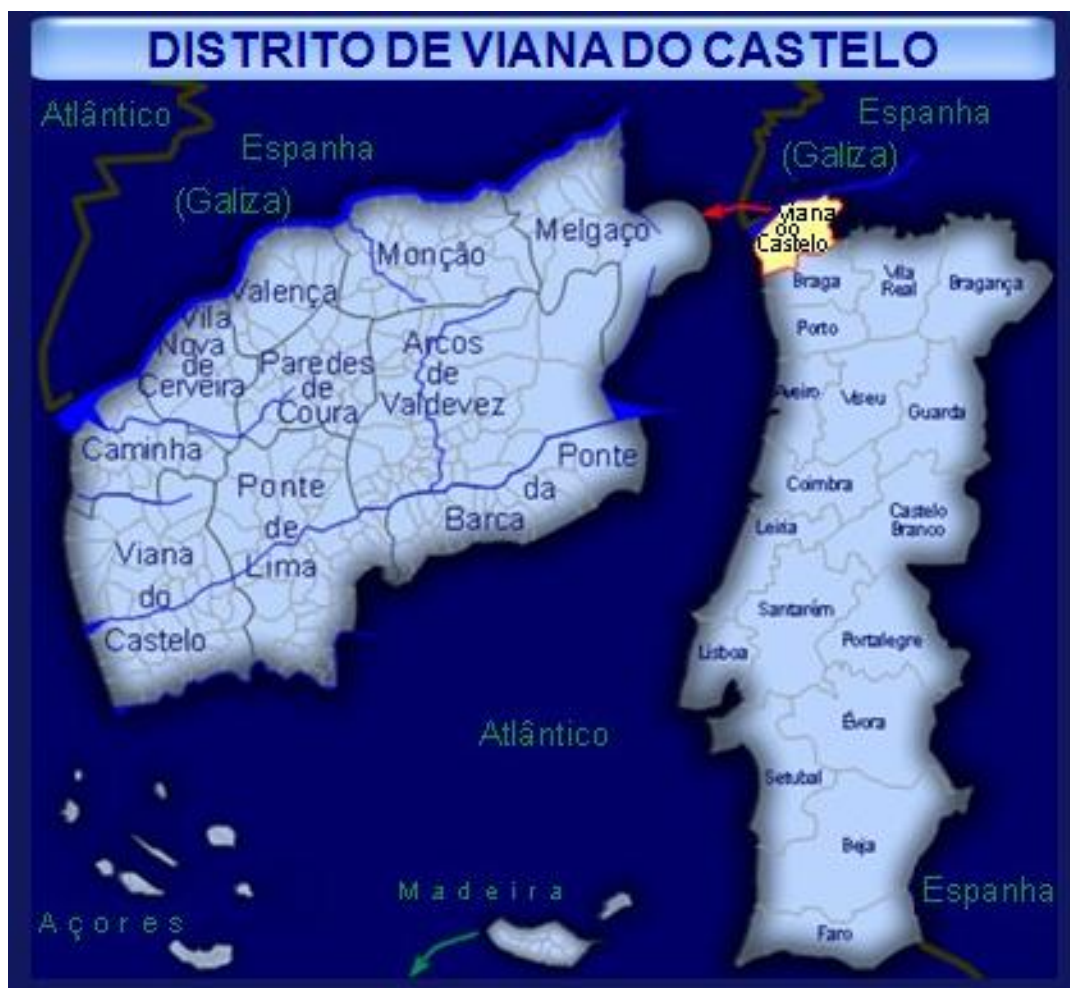 DISTRITO DE VIANA DO CASTELO
Atlântico
Espanha
(Galiza)
Espanha
(Galiza)
Melgaço
Monção
Valença
Vila
Nova
de
Cerveira
Paredes
de
Coura
Arcos
de
Valdevez
Caminha
Ponte
de
Lima
Ponte
da
Barca
Viana
do
Castelo
Viana
do
Castelo
Braga
Vila
Real
Bragança
Porto
Aveiro
Viseu
Guarda
Coimbra
Castelo
Branco
Leiria
Santarém
Lisboa
Portalegre
Évora
Setubal
Beja
Faro
Atlântico
Espanha
Madeira
Açores